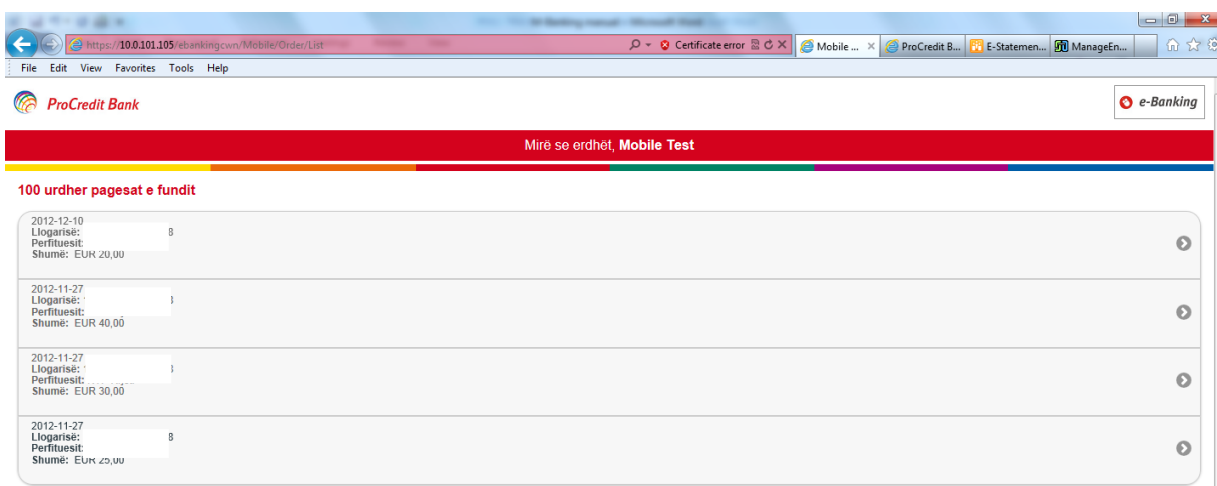 https://10.0.101.105/ebankingcwn/Mobile/Order/List
Certificate error
Mobile ...
ProCredit B...
E-Statemen...
ManageEn...
File Edit View Favorites Tools Help
ProCredit Bank
e-Banking
Mirë se erdhët, Mobile Test
100 urdher pagesat e fundit
2012-12-10
Llogarisë: 8
Perfituesit:
Shumë: EUR 20,00
2012-11-27
Llogarisë:
Perfituesit:
Shumë: EUR 40,00
2012-11-27
Llogarisë:
Perfituesit:
Shumë: EUR 30,00
2012-11-27
Llogarisë: 8
Perfituesit:
Shumë: EUR 25,00